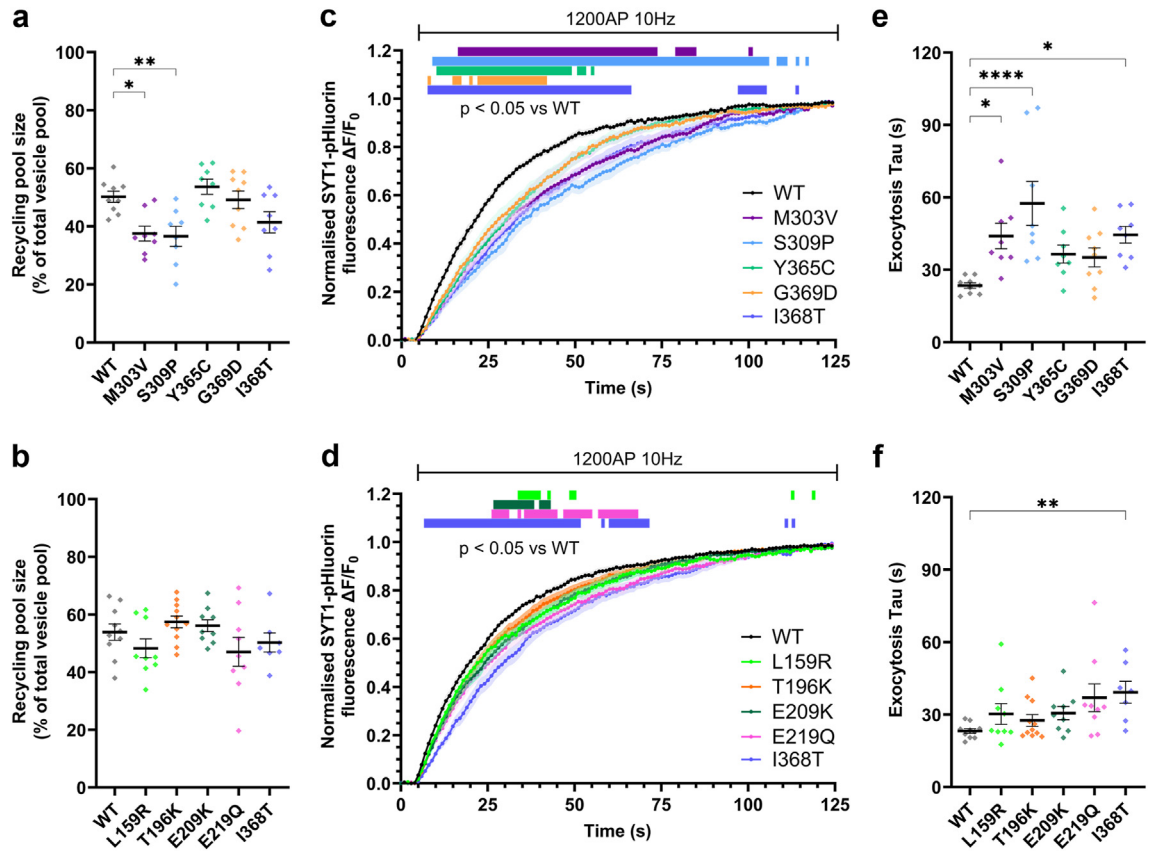 a
Recycling pool size
(% of total vesicle pool)
100
80
60
40
20
0
**
*
WT
M303V
S309P
Y365C
G369D
I368T
c
1200AP 10Hz
Normalised SYT1-pHluorin
fluorescence ΔF/F0
1.2
1.0
0.8
0.6
0.4
0.2
0.0
p < 0.05 vs WT
WT
M303V
S309P
Y365C
G369D
I368T
0
25
50
75
100
125
Time (s)
e
Exocytosis Tau (s)
120
90
60
30
0
*
****
*
WT
M303V
S309P
Y365C
G369D
I368T
b
Recycling pool size
(% of total vesicle pool)
100
80
60
40
20
0
WT
L159R
T196K
E209K
E219Q
I368T
d
1200AP 10Hz
Normalised SYT1-pHluorin
fluorescence ΔF/F0
1.2
1.0
0.8
0.6
0.4
0.2
0.0
p < 0.05 vs WT
WT
L159R
T196K
E209K
E219Q
I368T
0
25
50
75
100
125
Time (s)
f
Exocytosis Tau (s)
120
90
60
30
0
**
WT
L159R
T196K
E209K
E219Q
I368T